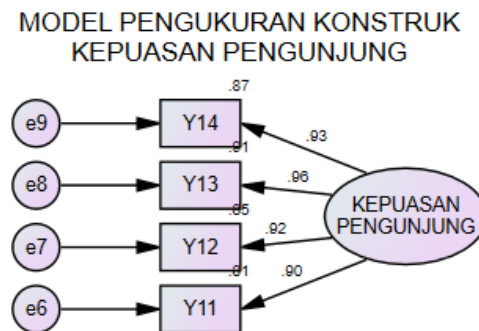 MODEL PENGUKURAN KONSTRUK
KEPUASAN PENGUNJUNG
.87
e9
Y14
.93
.91
e8
Y13
.96
KEPUASAN
PENGUNJUNG
.85
e7
Y12
.92
.81
e6
Y11
.90